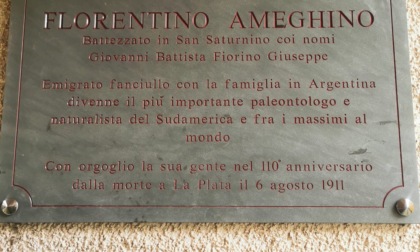 FLORENTINO AMEGHINO
Battezzato in San Saturnino coi nomi
Giovanni Battista Fiorino Giuseppe
Emigrato fanciullo con la famiglia in Argentina
divenne il più importante paleontologo e
naturalista del Sudamerica e fra i massimi al
mondo
Con orgoglio la sua gente nel 110° anniversario
dalla morte a La Plata il 6 agosto 1911